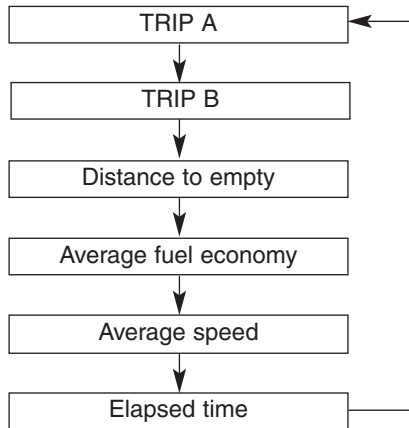 TRIP A
TRIP B
Distance to empty
Average fuel economy
Average speed
Elapsed time